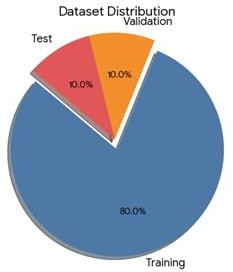 Dataset Distribution
Validation
Test
10.0%
10.0%
80.0%
Training